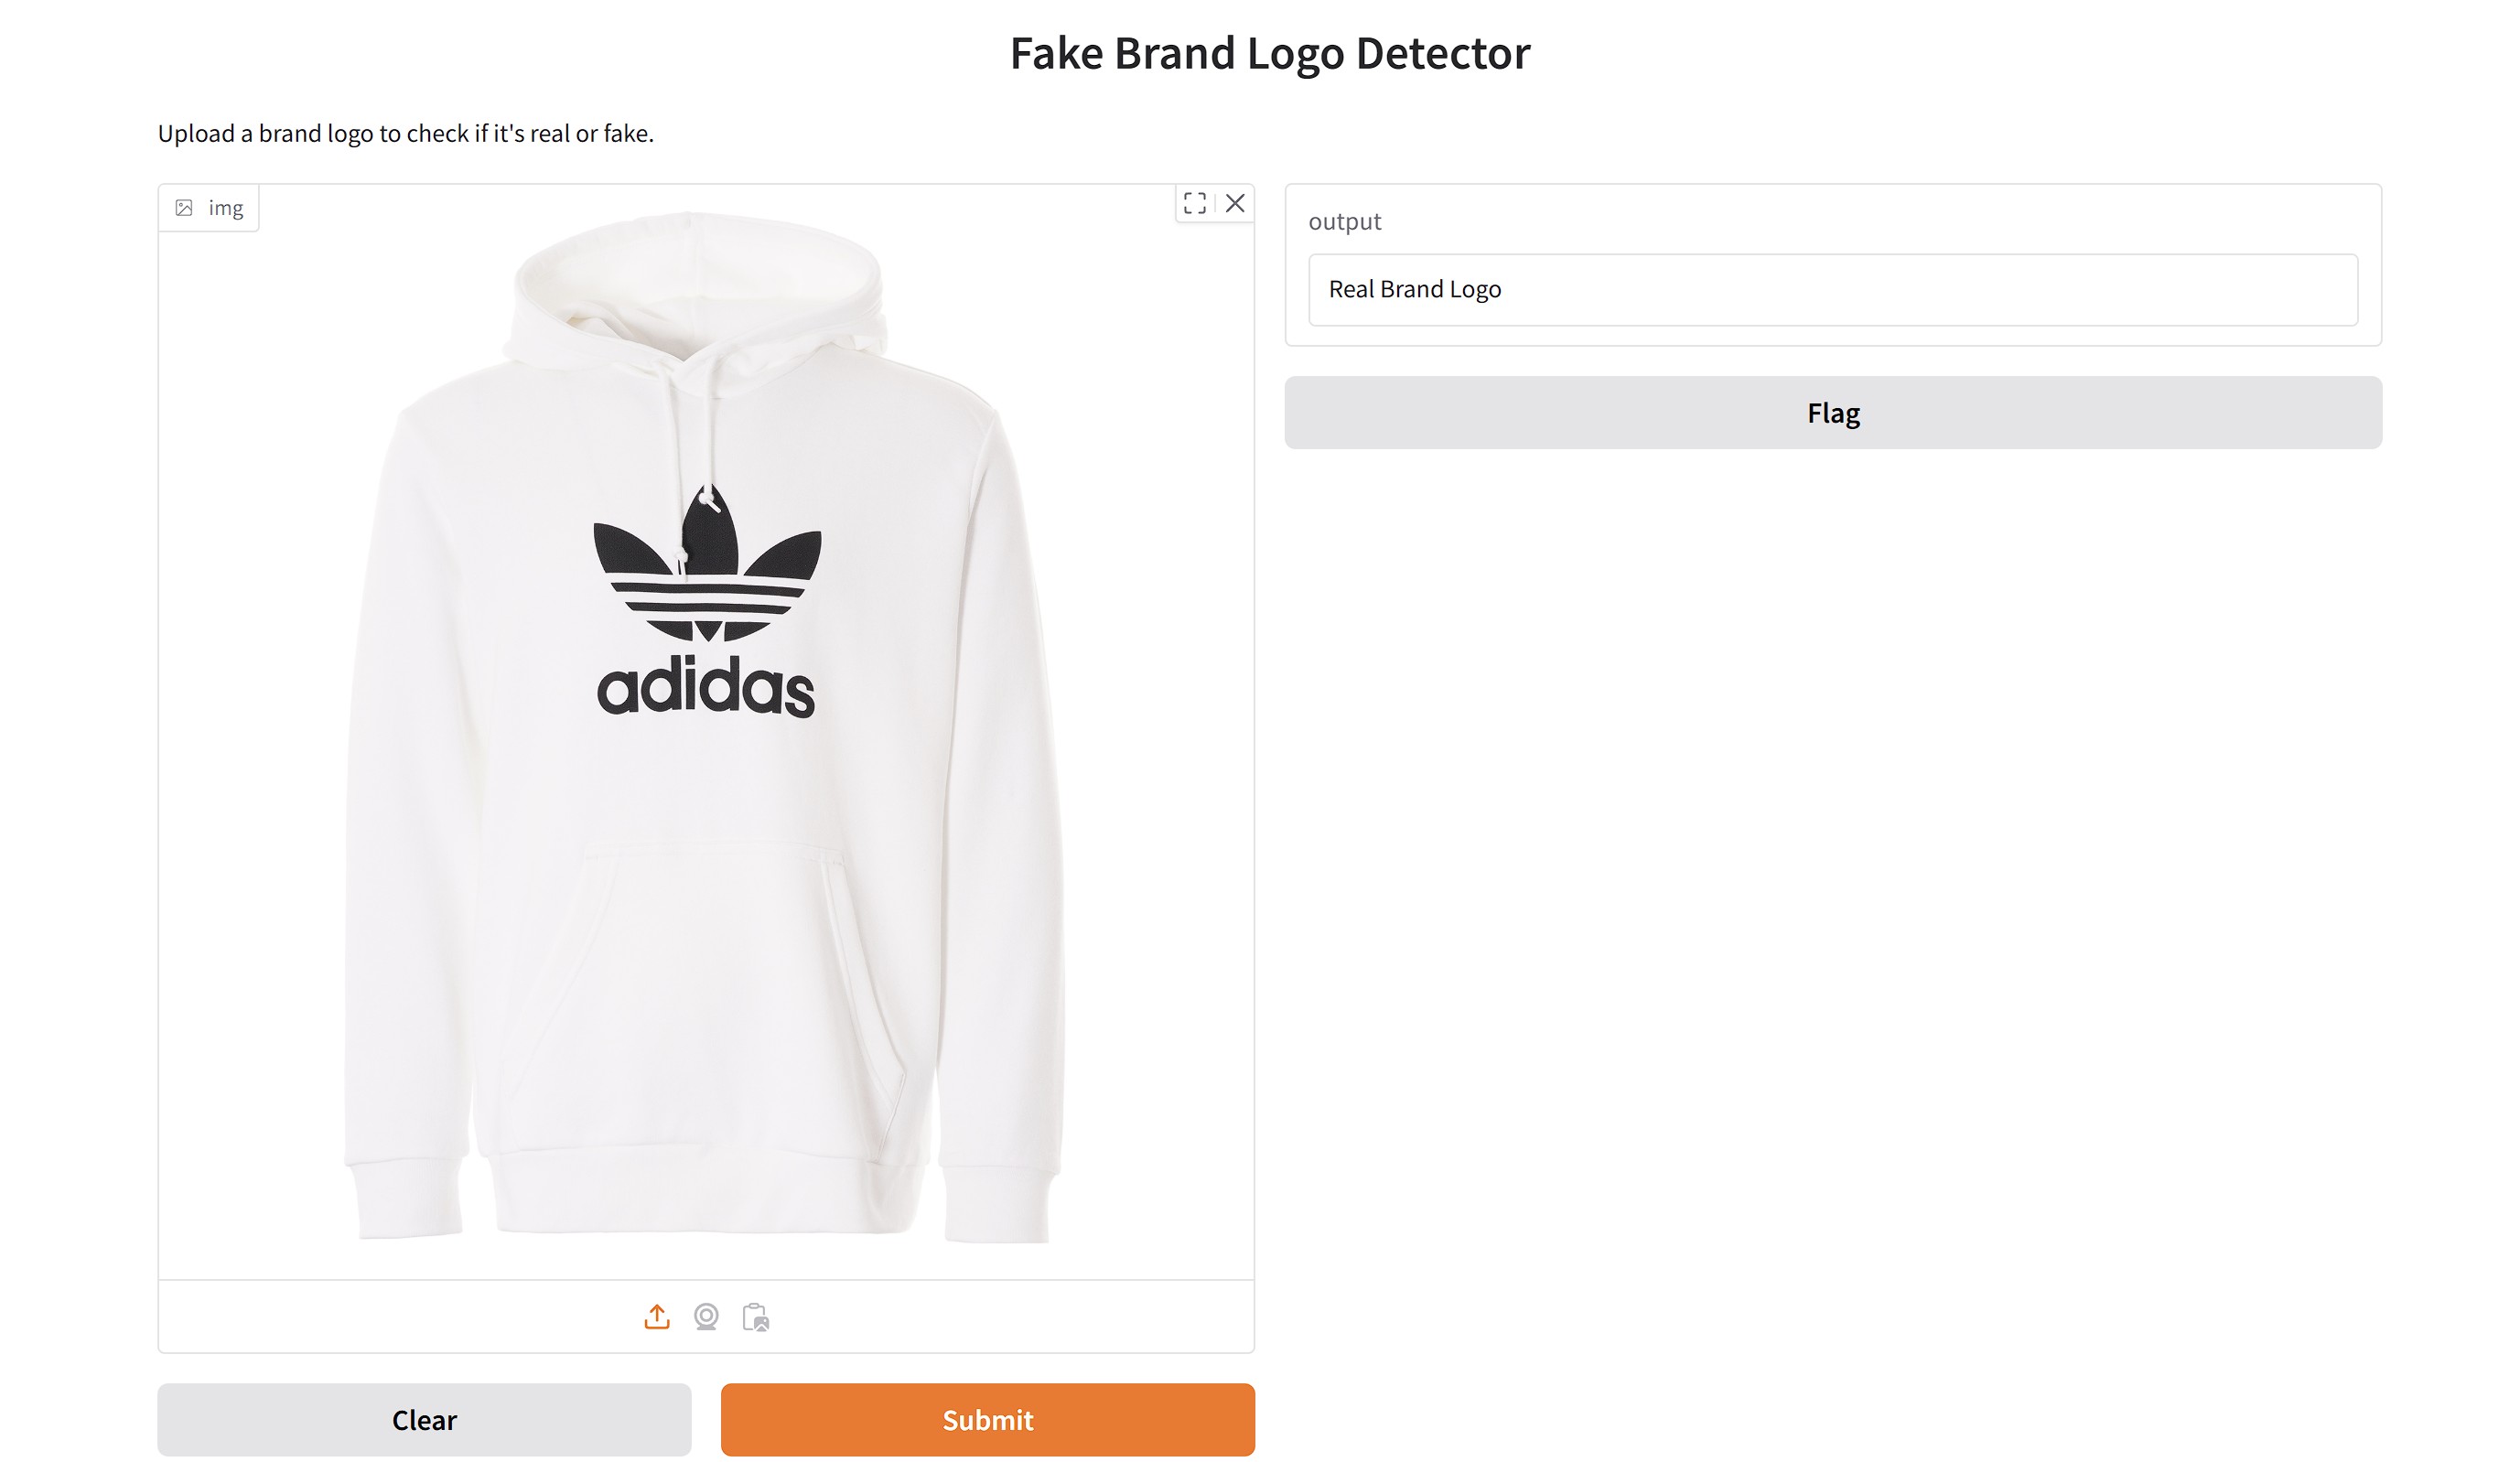 Fake Brand Logo Detector
Upload a brand logo to check if it's real or fake.
img
adidas
Clear
Submit
output
Real Brand Logo
Flag